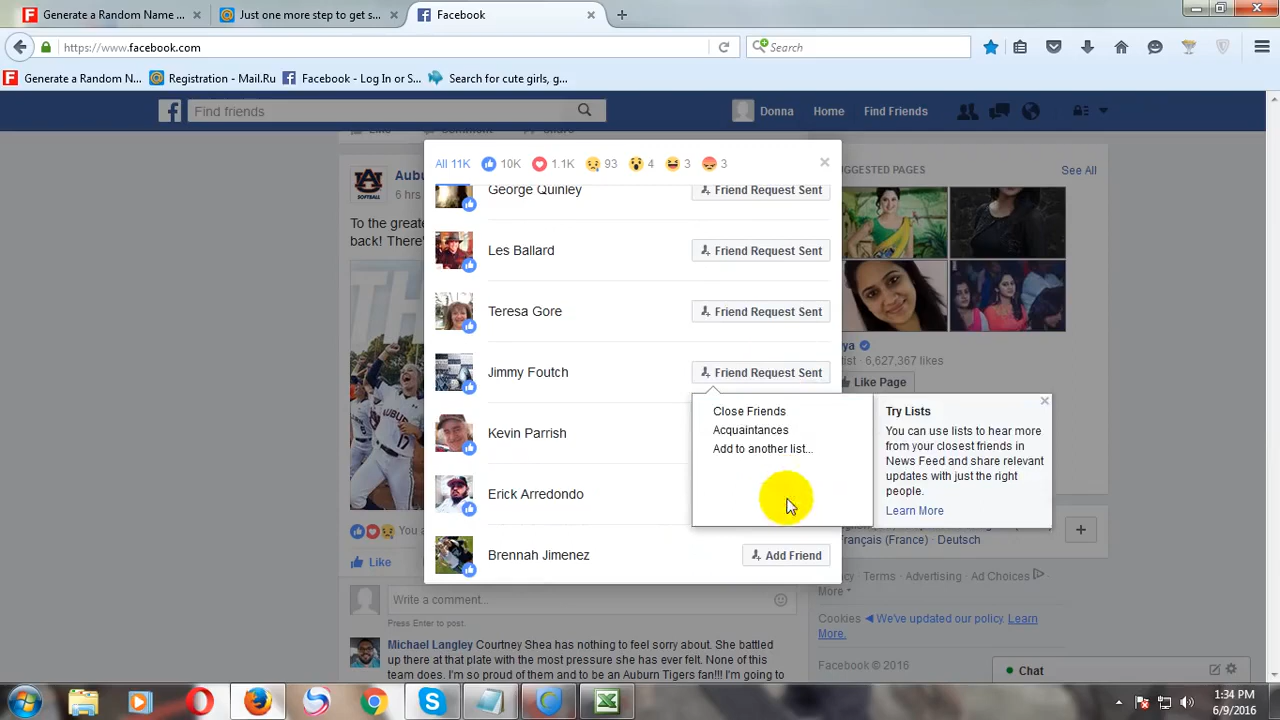 Generate a Random Name ...
Just one more step to get s...
Facebook
https://www.facebook.com
Search
Generate a Random N...
Registration - Mail.Ru
Facebook - Log In or S...
Search for cute girls, g...
Find friends
Donna
Home
Find Friends
Like
Comment
Share
All 11K
10K
1.1K
93
4
3
3
SUGGESTED PAGES
See All
6 hrs
AUBURN
SOFTBALL
To the greate
back! There'
George Quinley
Friend Request Sent
Les Ballard
Friend Request Sent
Teresa Gore
Friend Request Sent
Jimmy Foutch
Friend Request Sent
Kevin Parrish
Erick Arredondo
Brennah Jimenez
Add Friend
6,627,367 likes
Like Page
Close Friends
Acquaintances
Add to another list...
Try Lists
You can use lists to hear more
from your closest friends in
News Feed and share relevant
updates with just the right
people.
Learn More
Français (France) · Deutsch
Terms · Advertising · Ad Choices
More
Cookies
We've updated our policy. Learn
More.
Facebook © 2016
Like
Write a comment...
Press Enter to post.
Michael Langley Courtney Shea has nothing to feel sorry about. She battled
up there at that plate with the most pressure she has ever felt. None of this
team does. I'm so proud of them and to be an Auburn Tigers fan!!! I'm going to
Chat
1:34 PM
6/9/2016